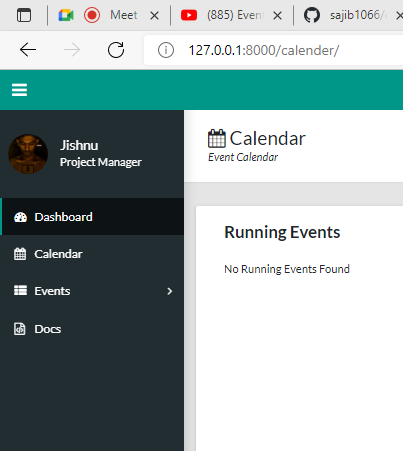 Meet
(885) Even
sajib1066/
127.0.0.1:8000/calender/
Jishnu
Project Manager
Dashboard
Calendar
Events
Docs
Calendar
Event Calendar
Running Events
No Running Events Found